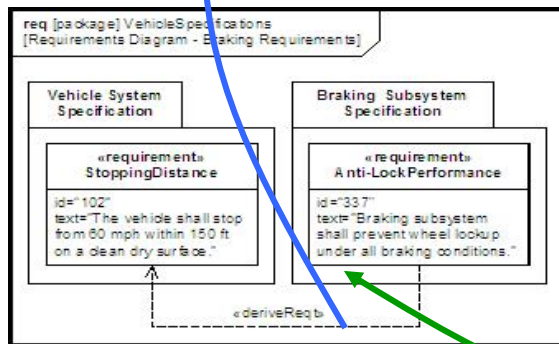 req [package] VehicleSpecifications
[Requirements Diagram - Braking Requirements]
Vehicle System
Specification
Braking Subsystem
Specification
«requirement»
StoppingDistance
id="102"
text="The vehicle shall stop
from 60 mph within 150 ft
on a clean dry surface."
«requirement»
Anti-LockPerformance
id="337"
text="Braking subsystem
shall prevent wheel lockup
under all braking conditions."
«deriveReqt»